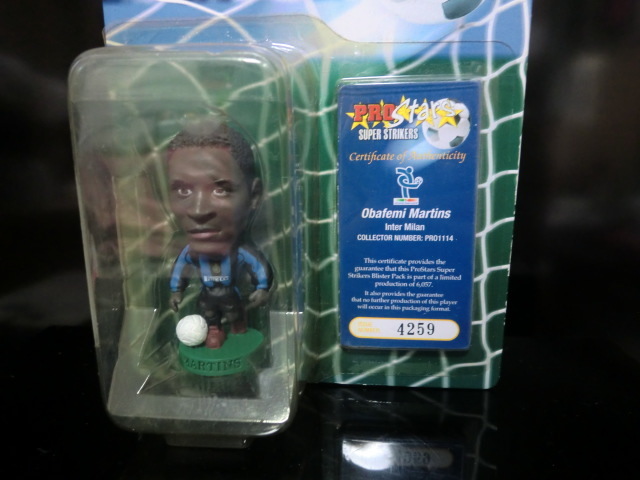 PRO Stars
SUPER STRIKERS
Certificate of Authenticity
Obafemi Martins
Inter Milan
COLLECTOR NUMBER: PRO1114
This certificate provides the
guarantee that this ProStars Super
Strikers Blister Pack is part of a limited
production of 6,057.
It also provides the guarantee
that no further production of this player
will occur in this packaging format.
4259
MARTINS